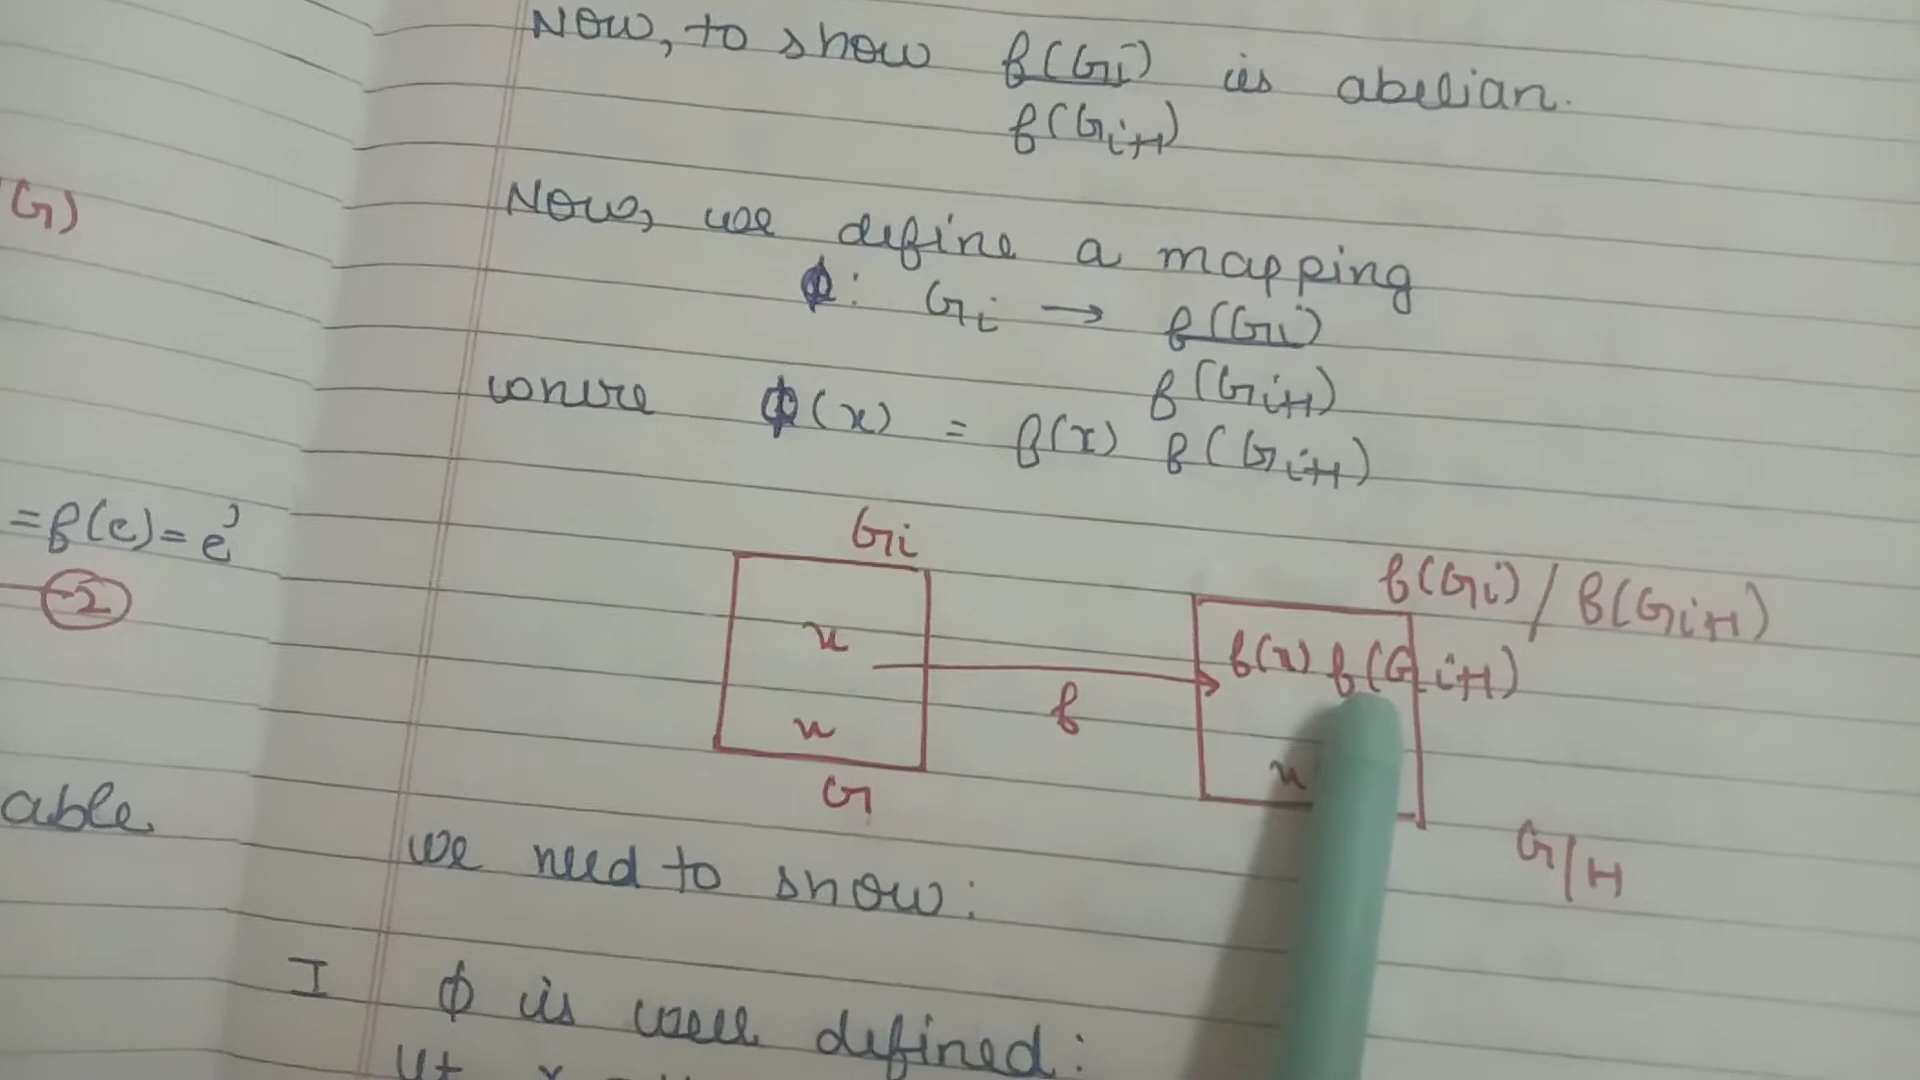 G)
=f(e)=e'
2
able
Now, to show f(Gi) is abelian.
f(Gi+1)
Now, we define a mapping
ϕ: Gi → f(Gi)
f(Gi+1)
where ϕ(x) = f(x) f(Gi+1)
Gi
f(Gi) / f(Gi+1)
x
f(x) f(Gi+1)
f
x
x
G
G/H
we need to show:
I ϕ is well defined: